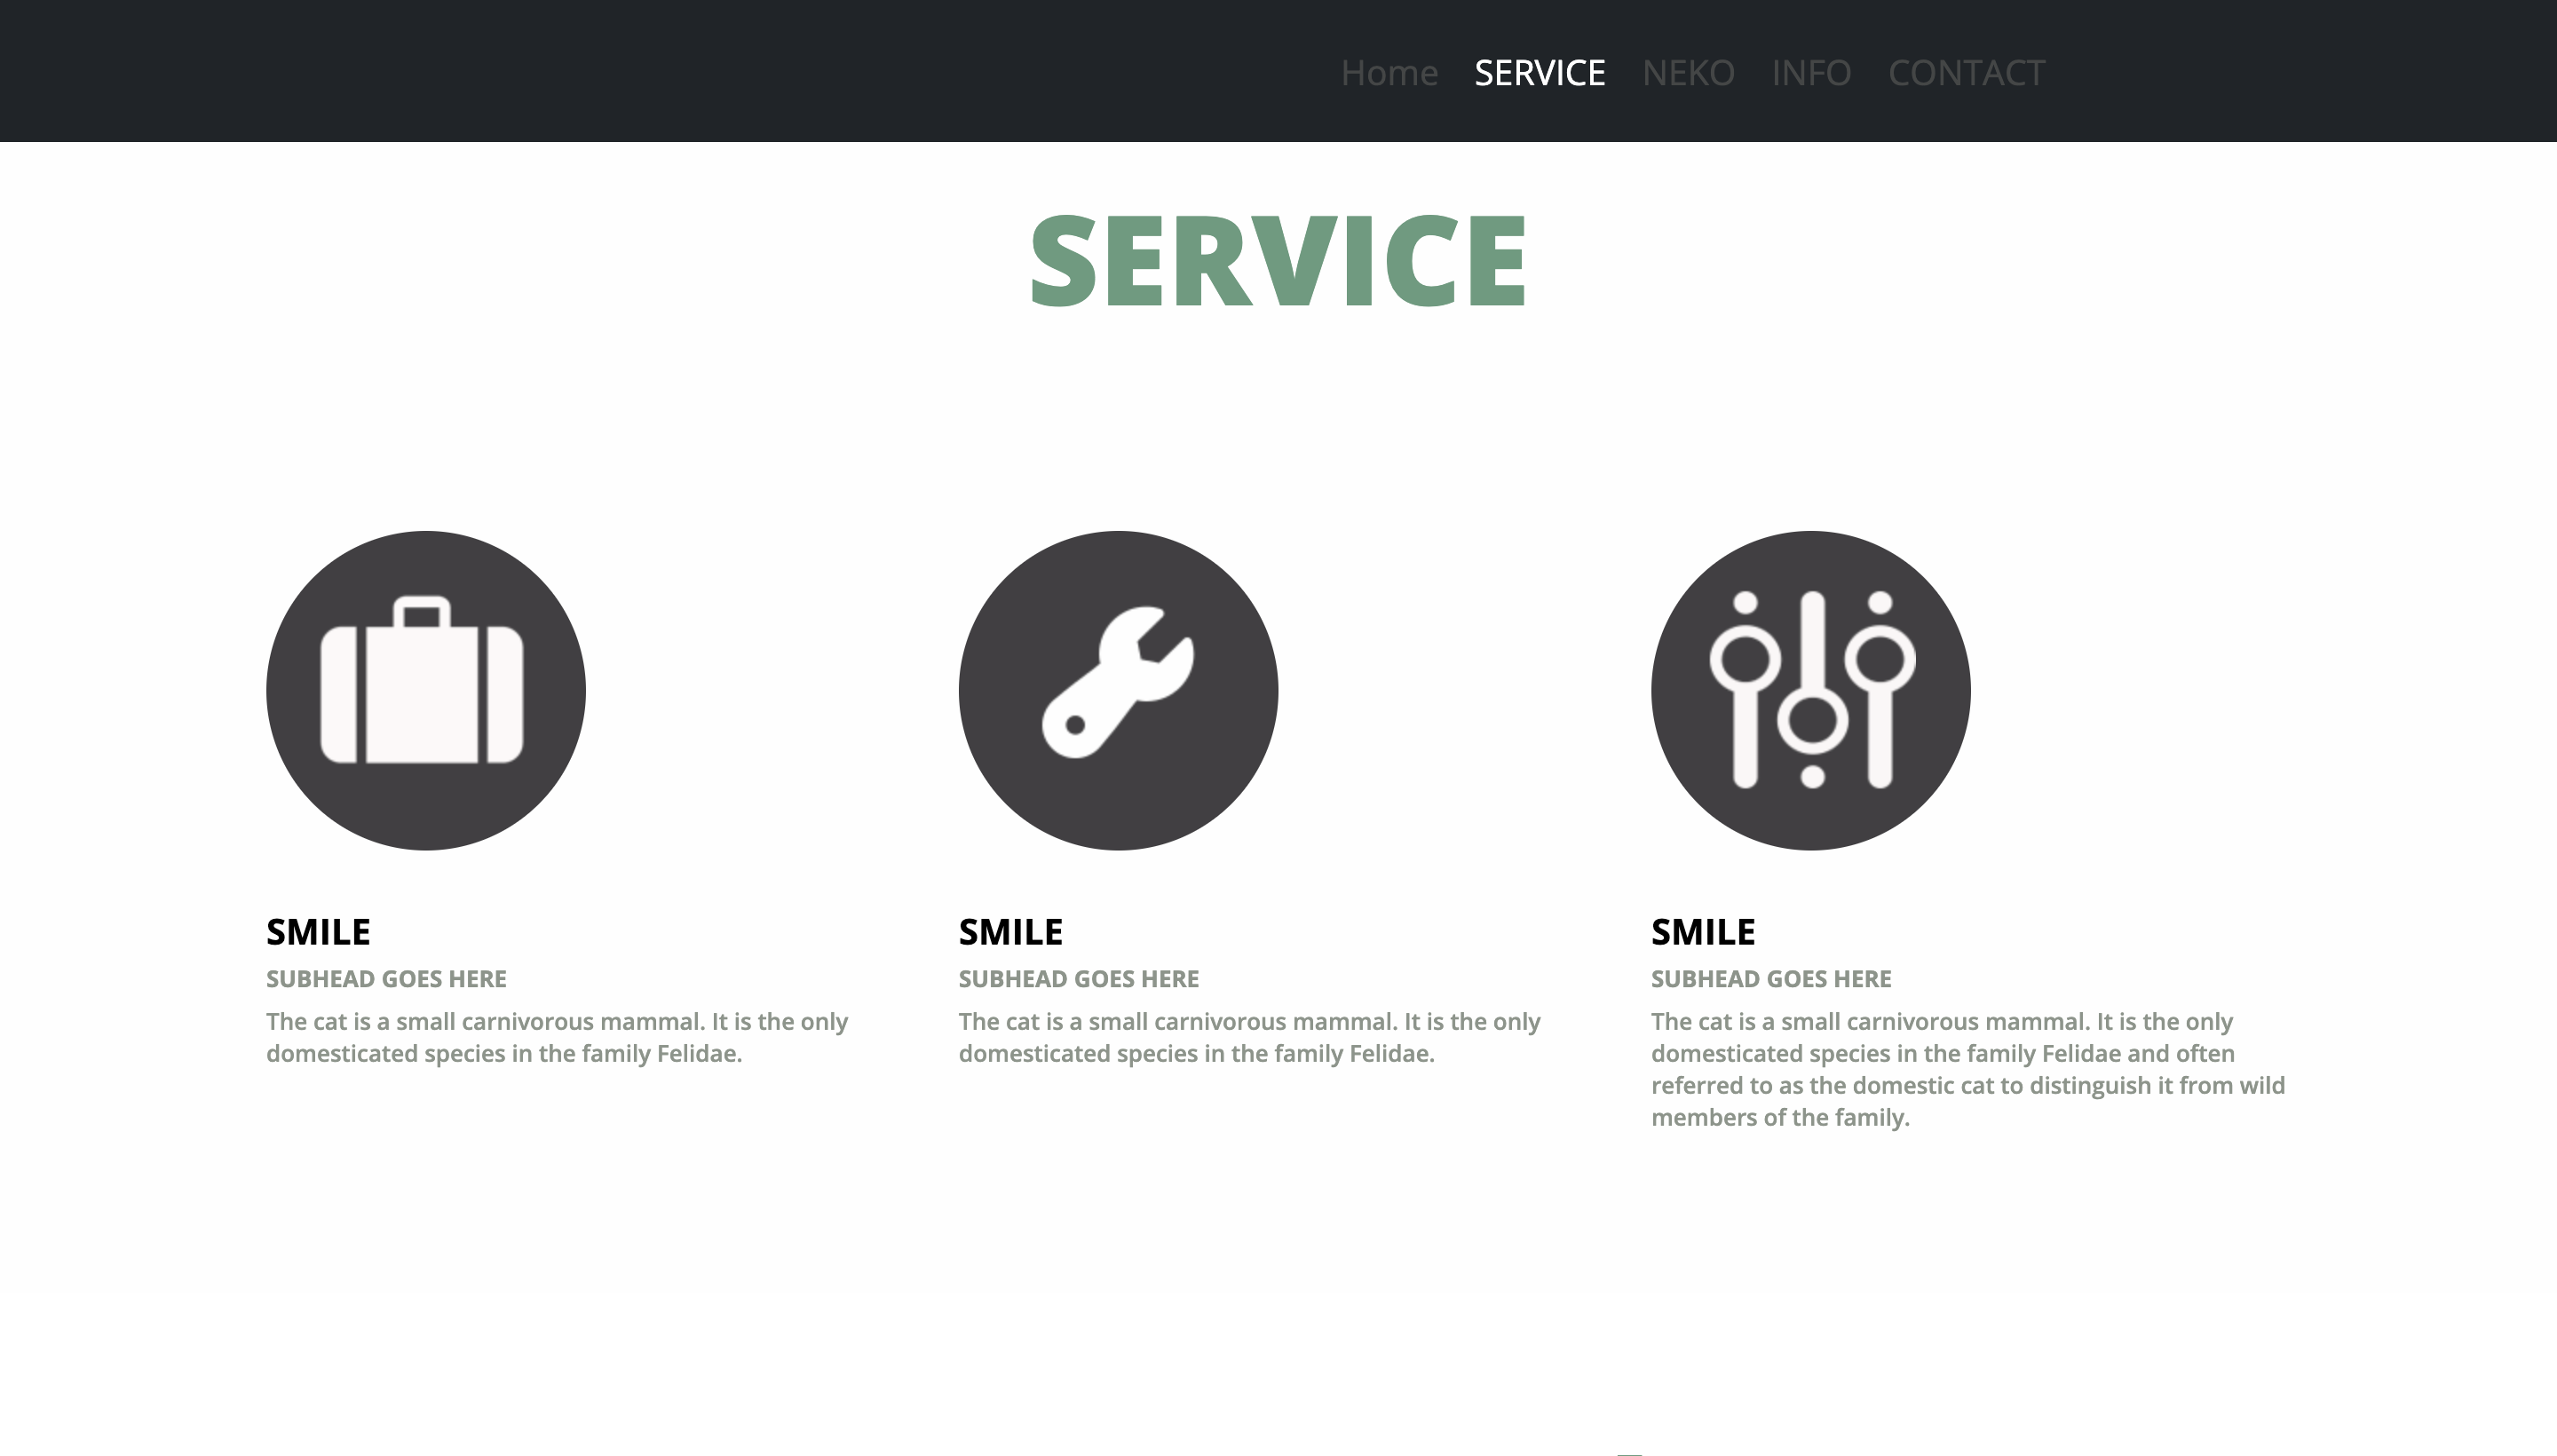 Home SERVICE NEKO INFO CONTACT
SERVICE
SMILE
SUBHEAD GOES HERE
The cat is a small carnivorous mammal. It is the only
domesticated species in the family Felidae.
SMILE
SUBHEAD GOES HERE
The cat is a small carnivorous mammal. It is the only
domesticated species in the family Felidae.
SMILE
SUBHEAD GOES HERE
The cat is a small carnivorous mammal. It is the only
domesticated species in the family Felidae and often
referred to as the domestic cat to distinguish it from wild
members of the family.